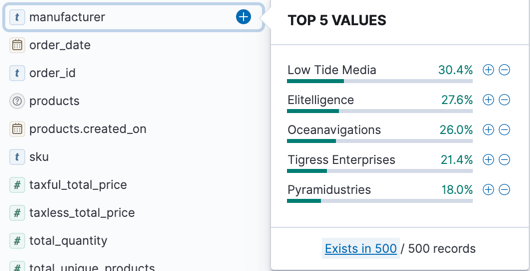 t manufacturer
order_date
t order_id
products
products.created_on
t sku
# taxful_total_price
# taxless_total_price
# total_quantity
# total_unique_products
TOP 5 VALUES
Low Tide Media 30.4%
Elitelligence 27.6%
Oceanavigations 26.0%
Tigress Enterprises 21.4%
Pyramidustries 18.0%
Exists in 500 / 500 records